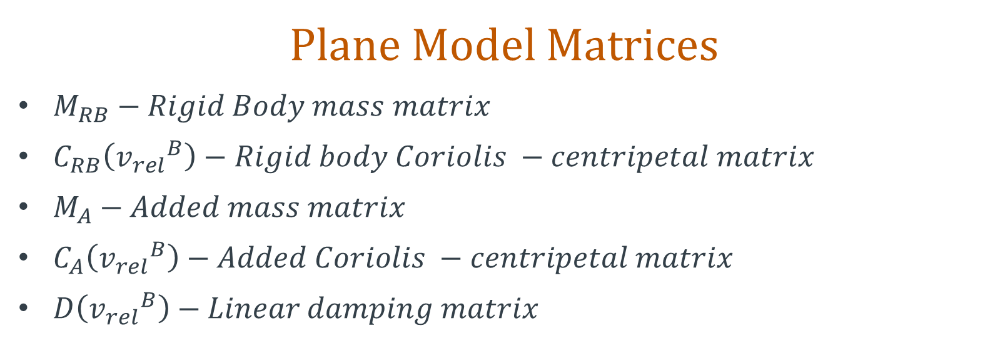 Plane Model Matrices
• M_{RB} − Rigid Body mass matrix
• C_{RB}(v_{rel}^{B}) − Rigid body Coriolis − centripetal matrix
• M_{A} − Added mass matrix
• C_{A}(v_{rel}^{B}) − Added Coriolis − centripetal matrix
• D(v_{rel}^{B}) − Linear damping matrix